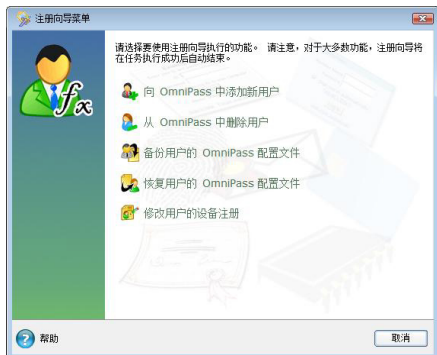 注册向导菜单
请选择要使用注册向导执行的功能。 请注意，对于大多数功能，注册向导将
在任务执行成功后自动结束。
fx
向 OmniPass 中添加新用户
从 OmniPass 中删除用户
备份用户的 OmniPass 配置文件
恢复用户的 OmniPass 配置文件
修改用户的设备注册
帮助
取消